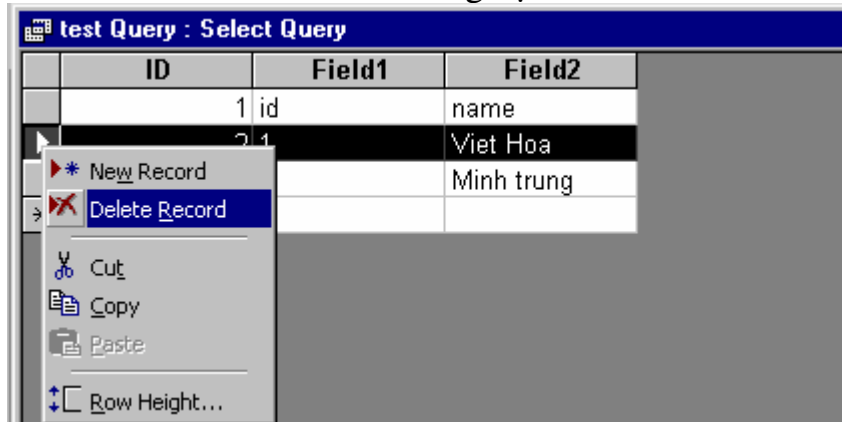 test Query : Select Query
ID Field1 Field2
1 id name
2 1 Viet Hoa
Minh trung
New Record
Delete Record
Cut
Copy
Paste
Row Height...